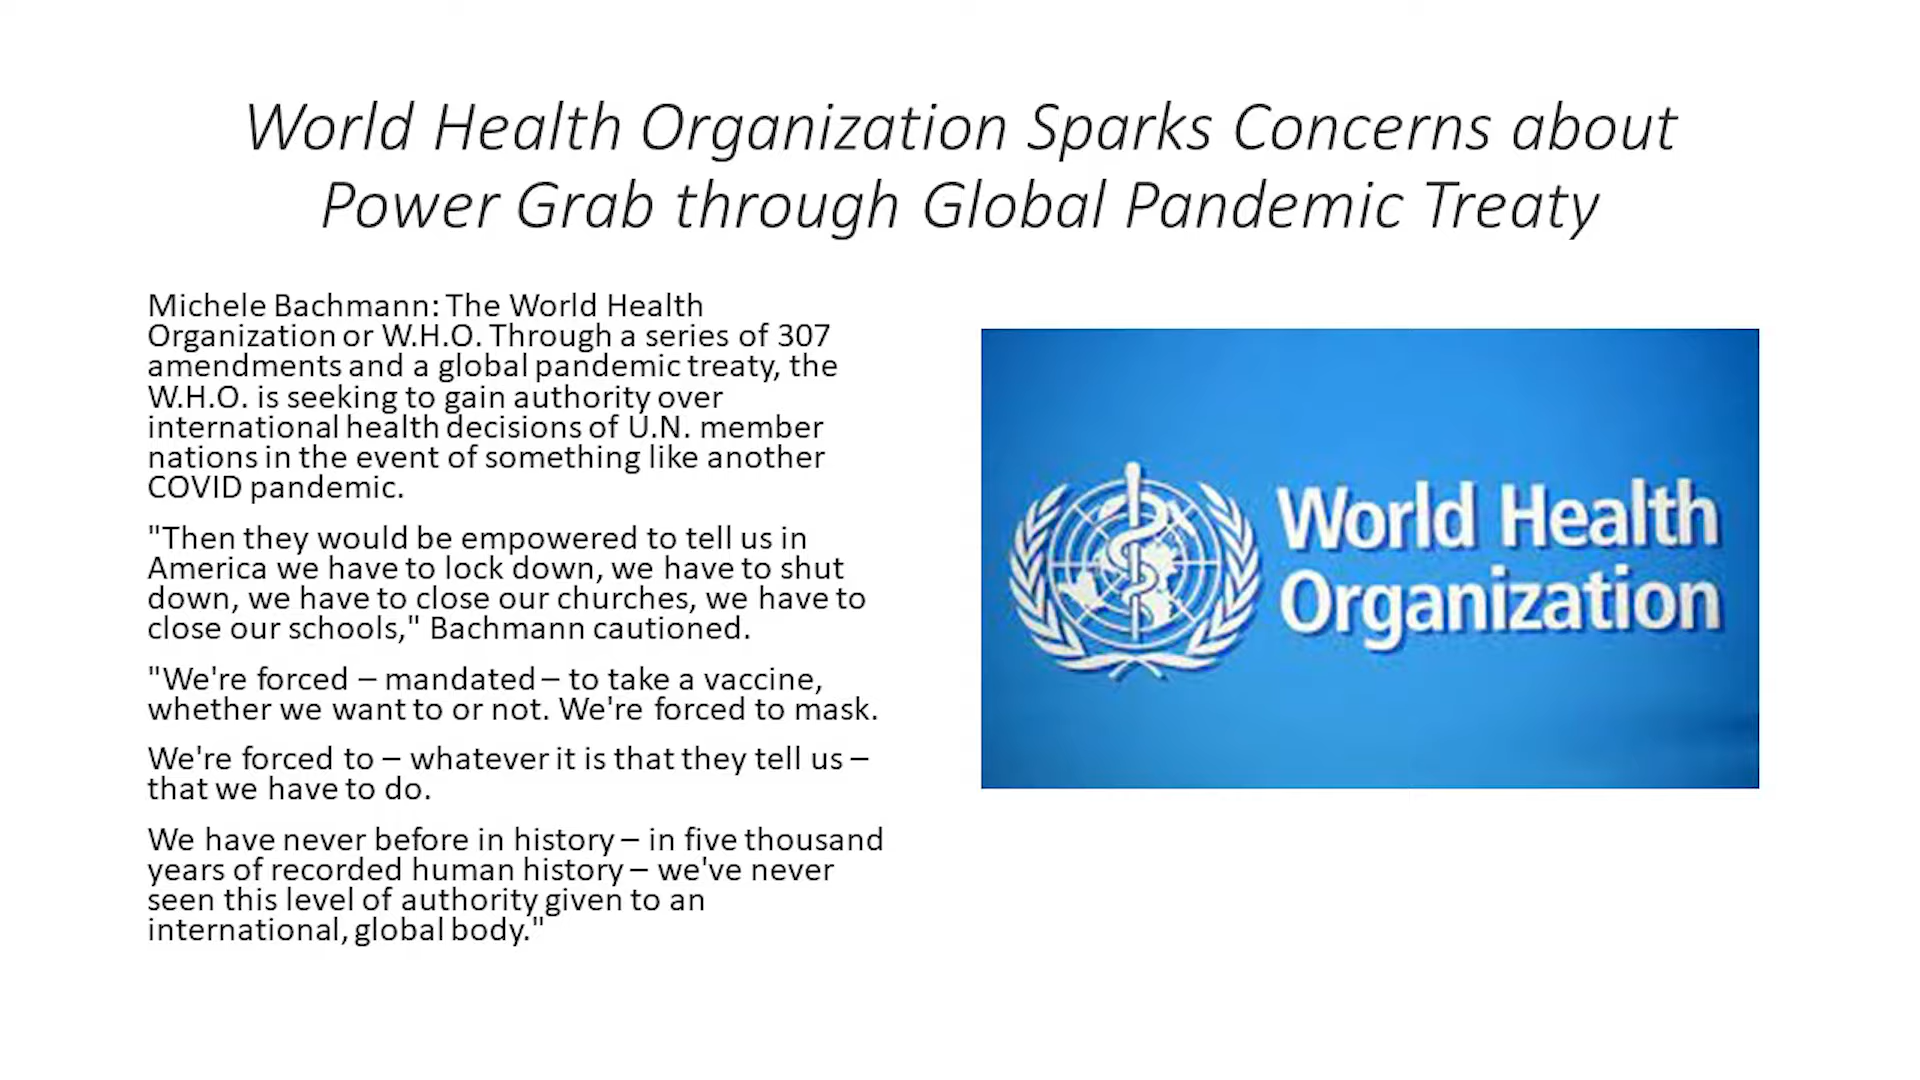 World Health Organization Sparks Concerns about
Power Grab through Global Pandemic Treaty
Michele Bachmann: The World Health
Organization or W.H.O. Through a series of 307
amendments and a global pandemic treaty, the
W.H.O. is seeking to gain authority over
international health decisions of U.N. member
nations in the event of something like another
COVID pandemic.
"Then they would be empowered to tell us in
America we have to lock down, we have to shut
down, we have to close our churches, we have to
close our schools," Bachmann cautioned.
"We're forced – mandated – to take a vaccine,
whether we want to or not. We're forced to mask.
We're forced to – whatever it is that they tell us –
that we have to do.
We have never before in history – in five thousand
years of recorded human history – we've never
seen this level of authority given to an
international, global body."
World Health
Organization